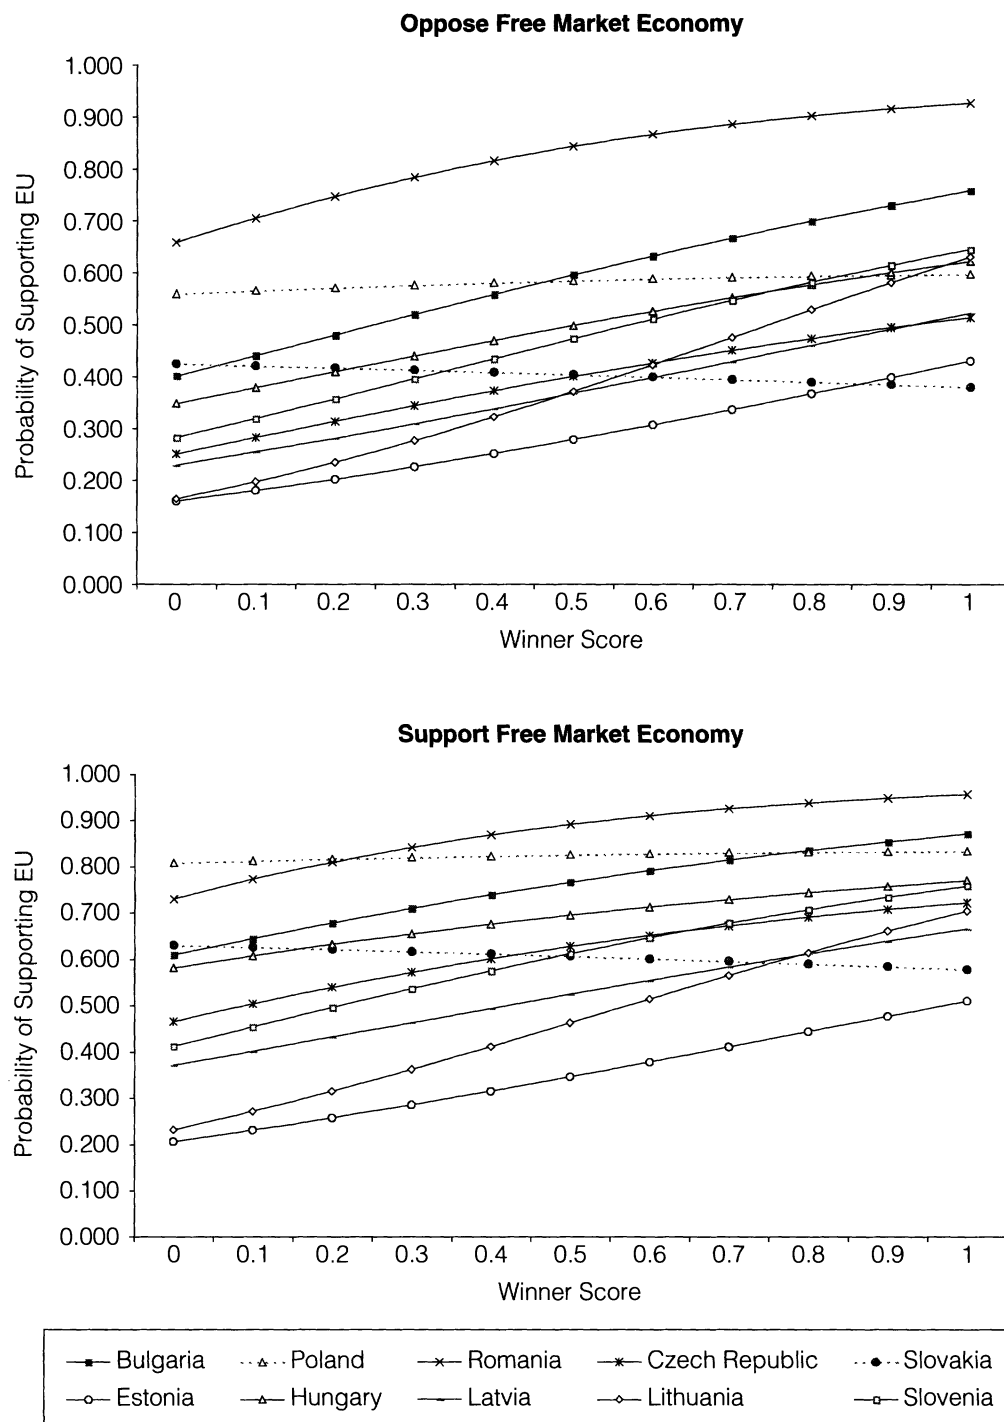 Oppose Free Market Economy
1.000
0.900
0.800
0.700
0.600
0.500
0.400
0.300
0.200
0.100
0.000
Probability of Supporting EU
0 0.1 0.2 0.3 0.4 0.5 0.6 0.7 0.8 0.9 1
Winner Score
Support Free Market Economy
1.000
0.900
0.800
0.700
0.600
0.500
0.400
0.300
0.200
0.100
0.000
Probability of Supporting EU
0 0.1 0.2 0.3 0.4 0.5 0.6 0.7 0.8 0.9 1
Winner Score
Bulgaria Poland Romania Czech Republic Slovakia
Estonia Hungary Latvia Lithuania Slovenia